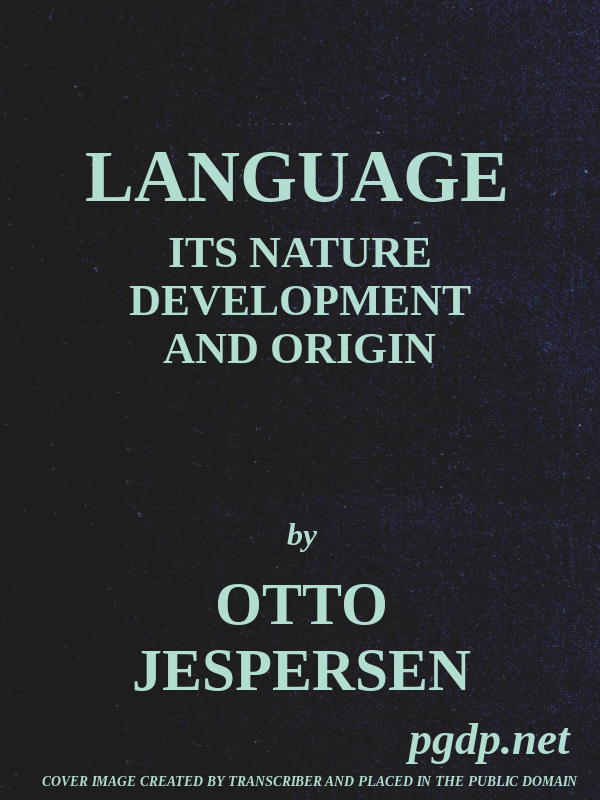 LANGUAGE
ITS NATURE
DEVELOPMENT
AND ORIGIN
by
OTTO
JESPERSEN
pgdp.net
COVER IMAGE CREATED BY TRANSCRIBER AND PLACED IN THE PUBLIC DOMAIN